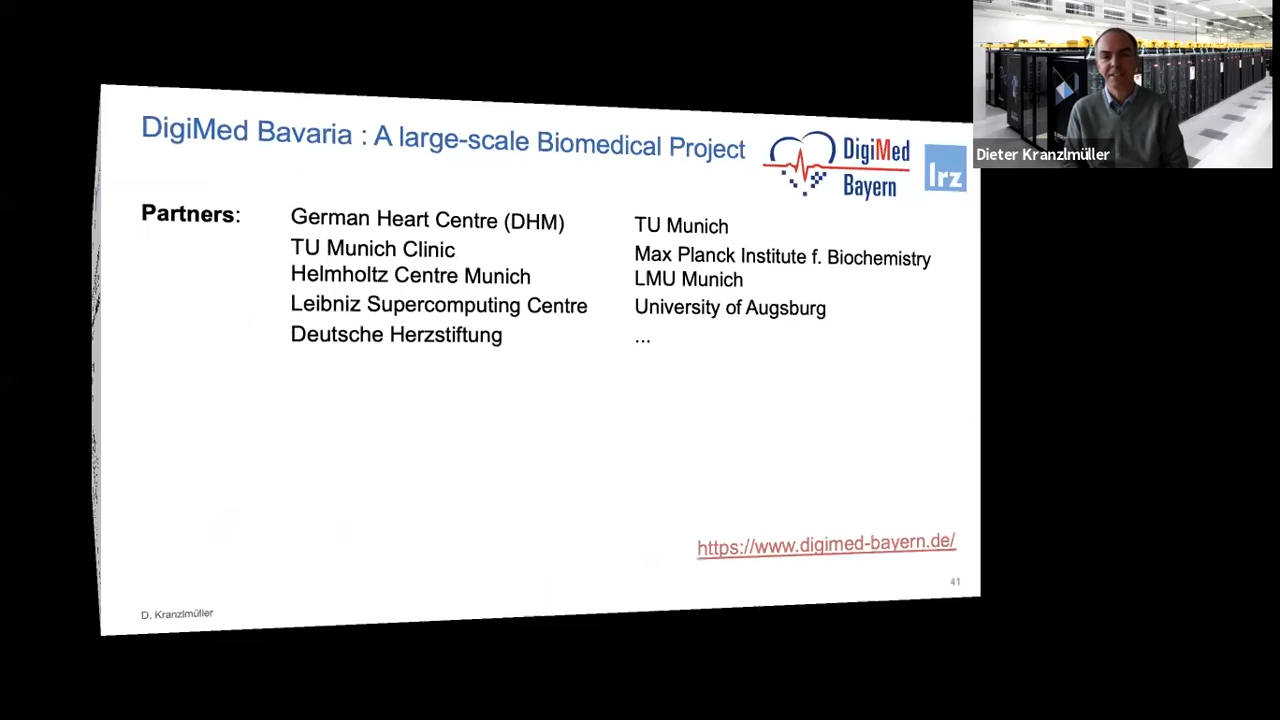 DigiMed Bavaria : A large-scale Biomedical Project
DigiMed
Bayern
lrz
Dieter Kranzlmüller
Partners:
German Heart Centre (DHM)
TU Munich Clinic
Helmholtz Centre Munich
Leibniz Supercomputing Centre
Deutsche Herzstiftung
TU Munich
Max Planck Institute f. Biochemistry
LMU Munich
University of Augsburg
...
https://www.digimed-bayern.de/
41
D. Kranzlmüller